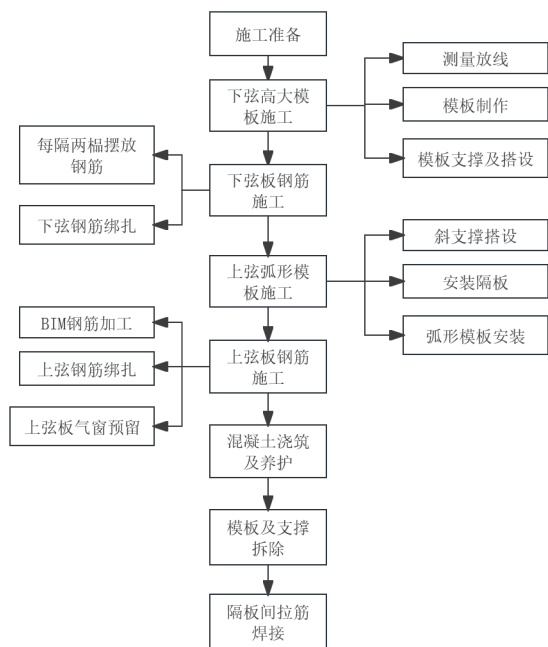 施工准备
测量放线
下弦高大模
板施工
模板制作
模板支撑及搭设
每隔两榀摆放
钢筋
下弦板钢筋
施工
下弦钢筋绑扎
斜支撑搭设
上弦弧形模
板施工
安装隔板
弧形模板安装
BIM钢筋加工
上弦钢筋绑扎
上弦板钢筋
施工
上弦板气窗预留
混凝土浇筑
及养护
模板及支撑
拆除
隔板间拉筋
焊接